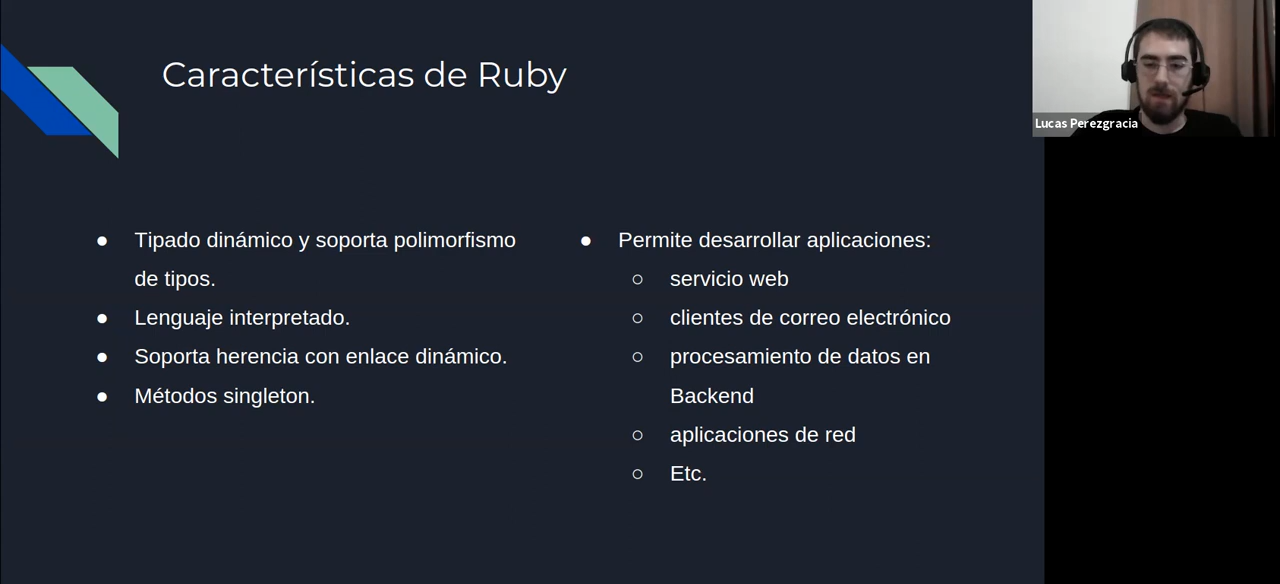 Características de Ruby
Lucas Perezgracia
● Tipado dinámico y soporta polimorfismo
de tipos.
● Lenguaje interpretado.
● Soporta herencia con enlace dinámico.
● Métodos singleton.
● Permite desarrollar aplicaciones:
○ servicio web
○ clientes de correo electrónico
○ procesamiento de datos en
Backend
○ aplicaciones de red
○ Etc.